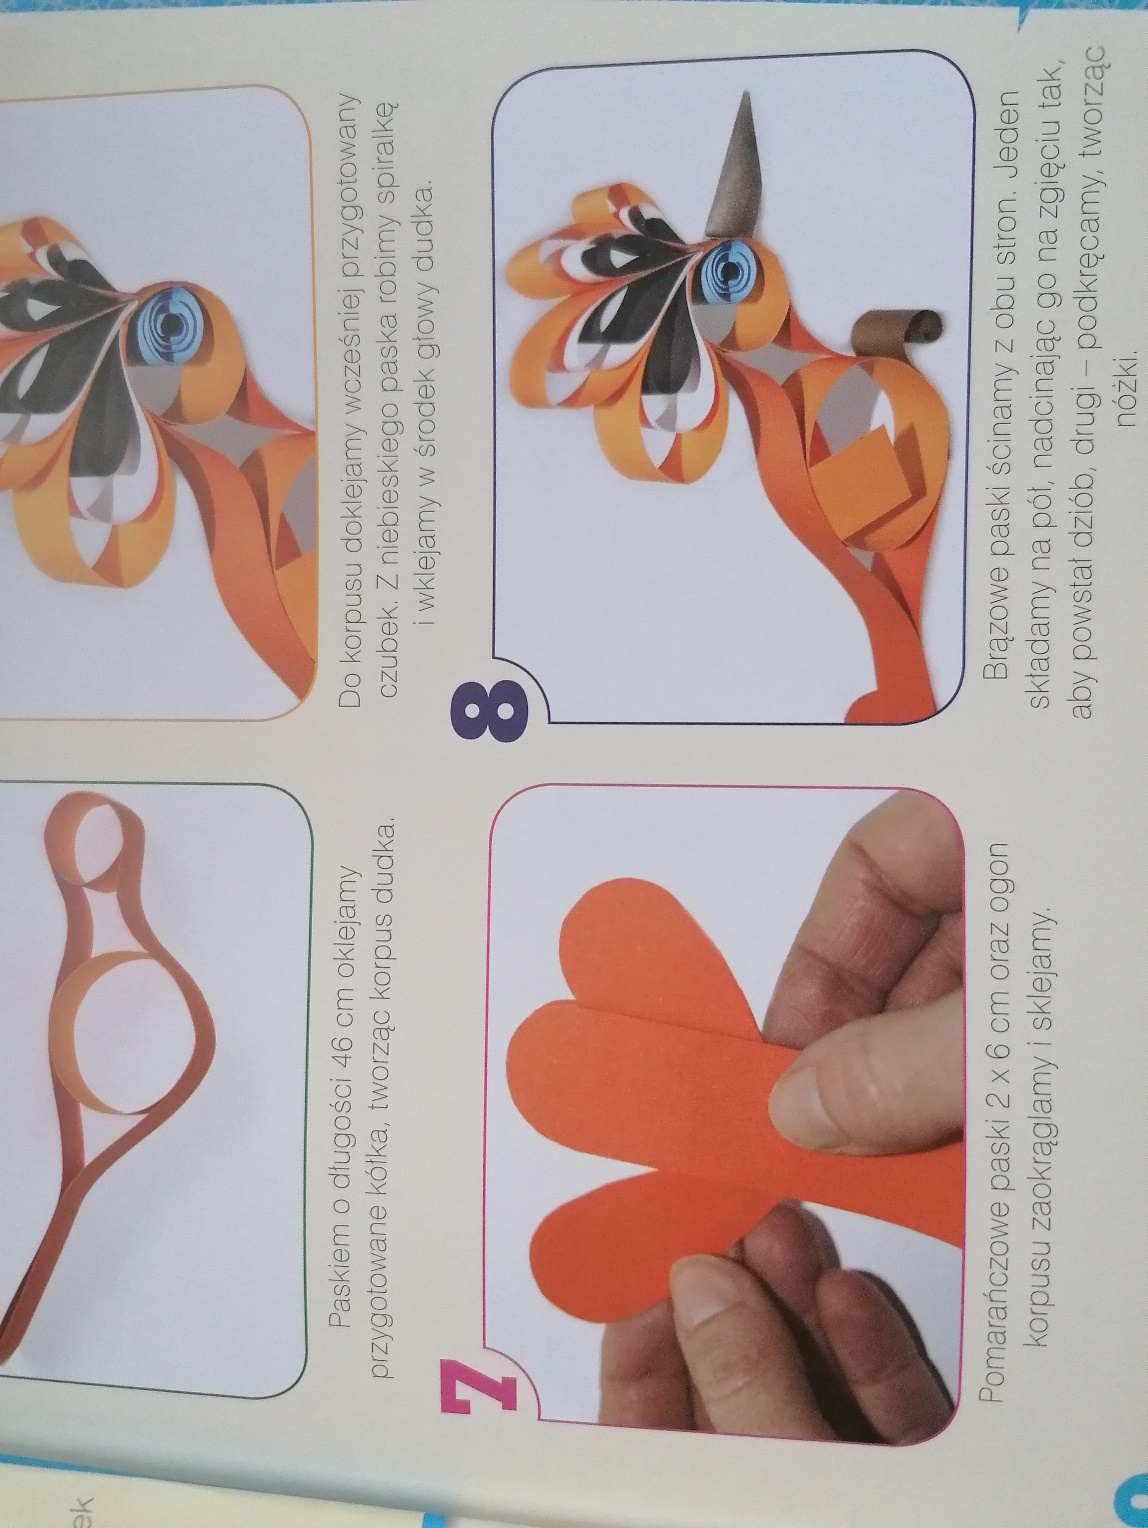 Paskiem o długości 46 cm oklejamy
przygotowane kółka, tworząc korpus dudka.
Do korpusu doklejamy wcześniej przygotowany
czubek. Z niebieskiego paska robimy spiralkę
i wklejamy w środek głowy dudka.
7
Pomarańczowe paski 2 x 6 cm oraz ogon
korpusu zaokrąglamy i sklejamy.
8
Brązowe paski ścinamy z obu stron. Jeden
składamy na pół, nadcinając go na zgięciu tak,
aby powstał dziób, drugi – podkręcamy, tworząc
nóżki.
ek